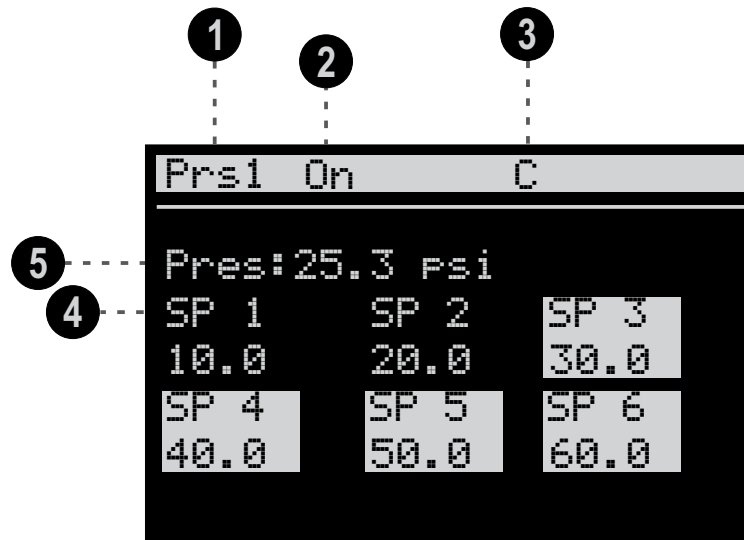 1 2 3
Prs1 On C
5 Pres:25.3 psi
4 SP 1 SP 2 SP 3
10.0 20.0 30.0
SP 4 SP 5 SP 6
40.0 50.0 60.0